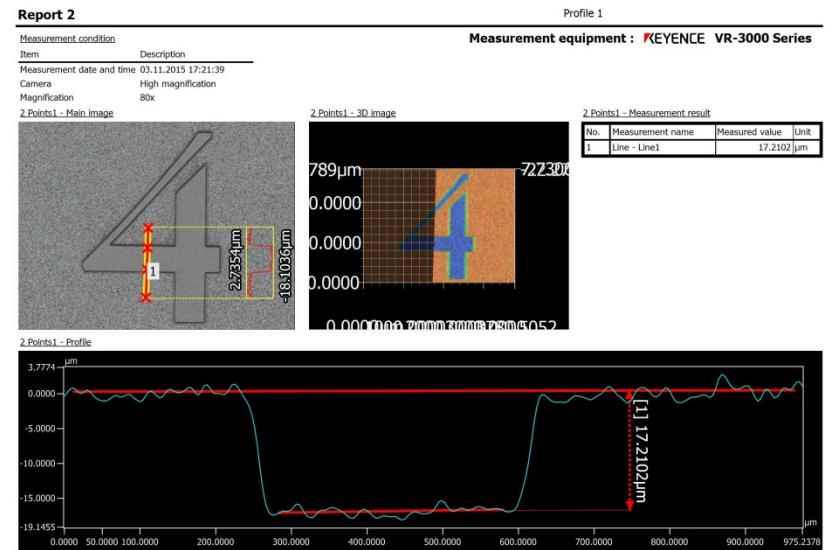 Report 2
Profile 1
Measurement condition
Measurement equipment : KEYENCE VR-3000 Series
Item Description
Measurement date and time 03.11.2015 17:21:39
Camera High magnification
Magnification 80x
2 Points1 - Main image
2 Points1 - 3D image
2 Points1 - Measurement result
No. Measurement name Measured value Unit
1 Line - Line1 17.2102 µm
4
1
2.7354µm
-18.1036µm
789µm
0.0000
0.0000
0.0000
2 Points1 - Profile
µm
3.7774
0.0000
-5.0000
-10.0000
-15.0000
-19.1455
[1] 17.2102µm
µm
0.0000 50.0000 100.0000 200.0000 300.0000 400.0000 500.0000 600.0000 700.0000 800.0000 900.0000 975.2378